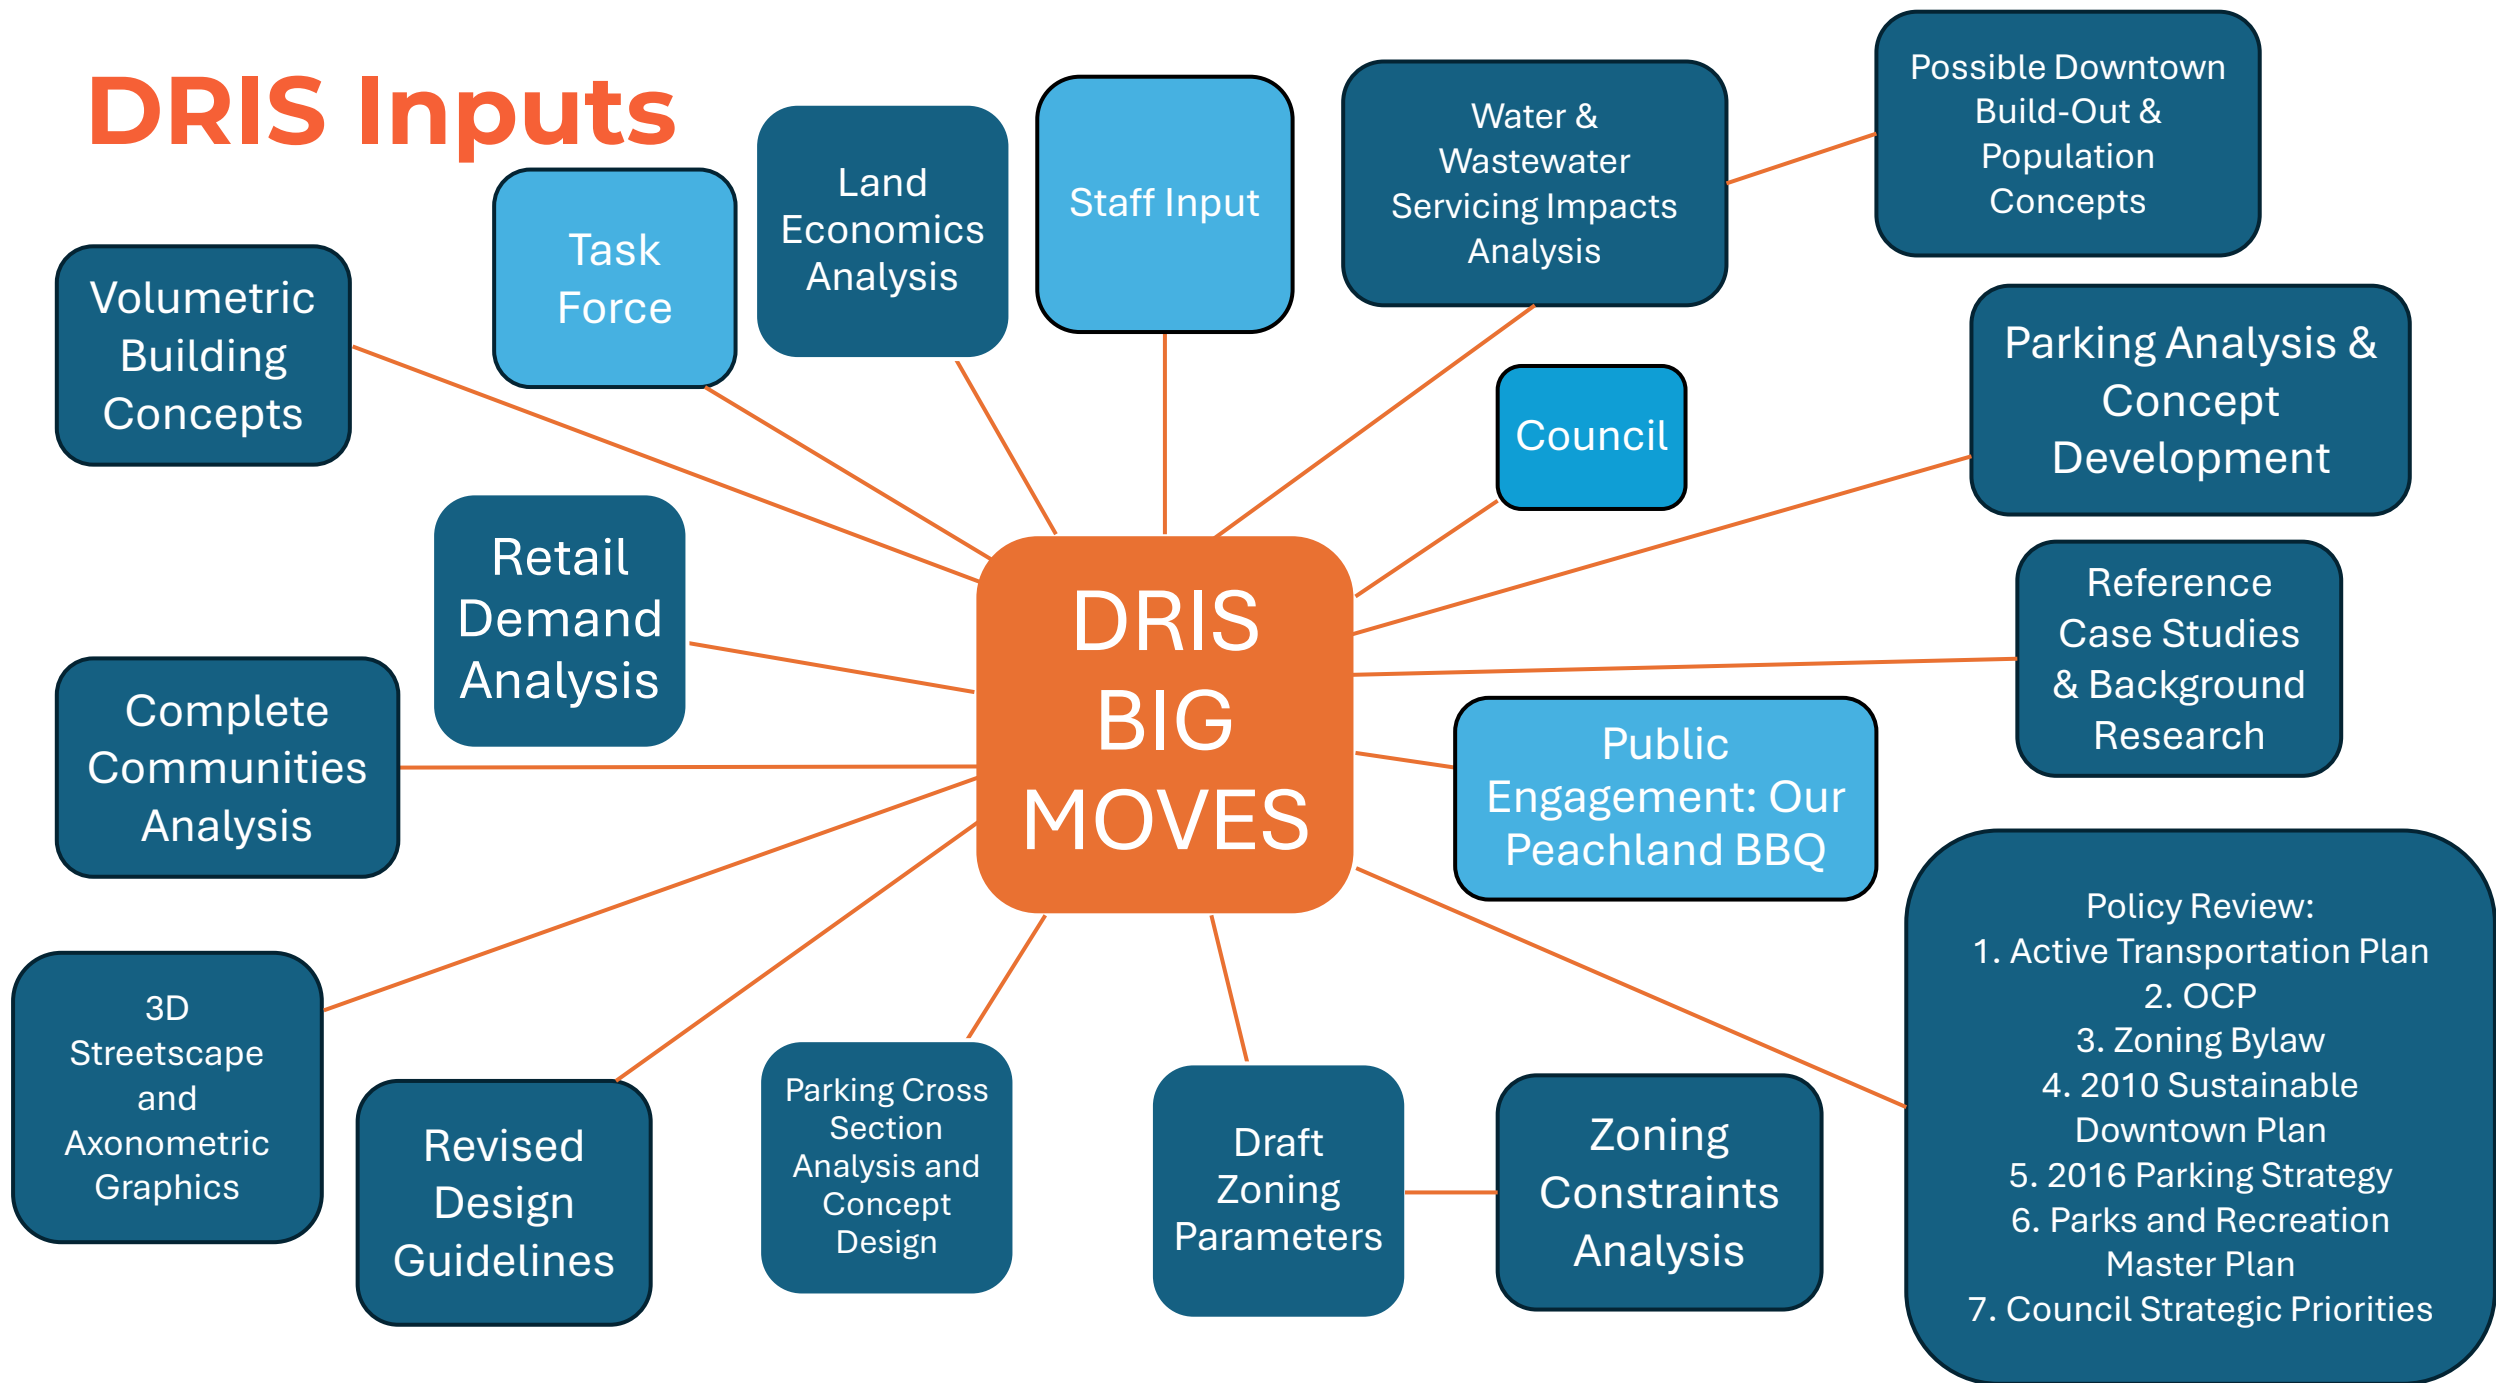 DRIS Inputs
Possible Downtown
Build-Out &
Population
Concepts
Water &
Wastewater
Servicing Impacts
Analysis
Staff Input
Land
Economics
Analysis
Task
Force
Volumetric
Building
Concepts
Council
Parking Analysis &
Concept
Development
Retail
Demand
Analysis
DRIS
BIG
MOVES
Reference
Case Studies
& Background
Research
Complete
Communities
Analysis
Public
Engagement: Our
Peachland BBQ
3D
Streetscape
and
Axonometric
Graphics
Revised
Design
Guidelines
Parking Cross
Section
Analysis and
Concept
Design
Draft
Zoning
Parameters
Zoning
Constraints
Analysis
Policy Review:
1. Active Transportation Plan
2. OCP
3. Zoning Bylaw
4. 2010 Sustainable
Downtown Plan
5. 2016 Parking Strategy
6. Parks and Recreation
Master Plan
7. Council Strategic Priorities